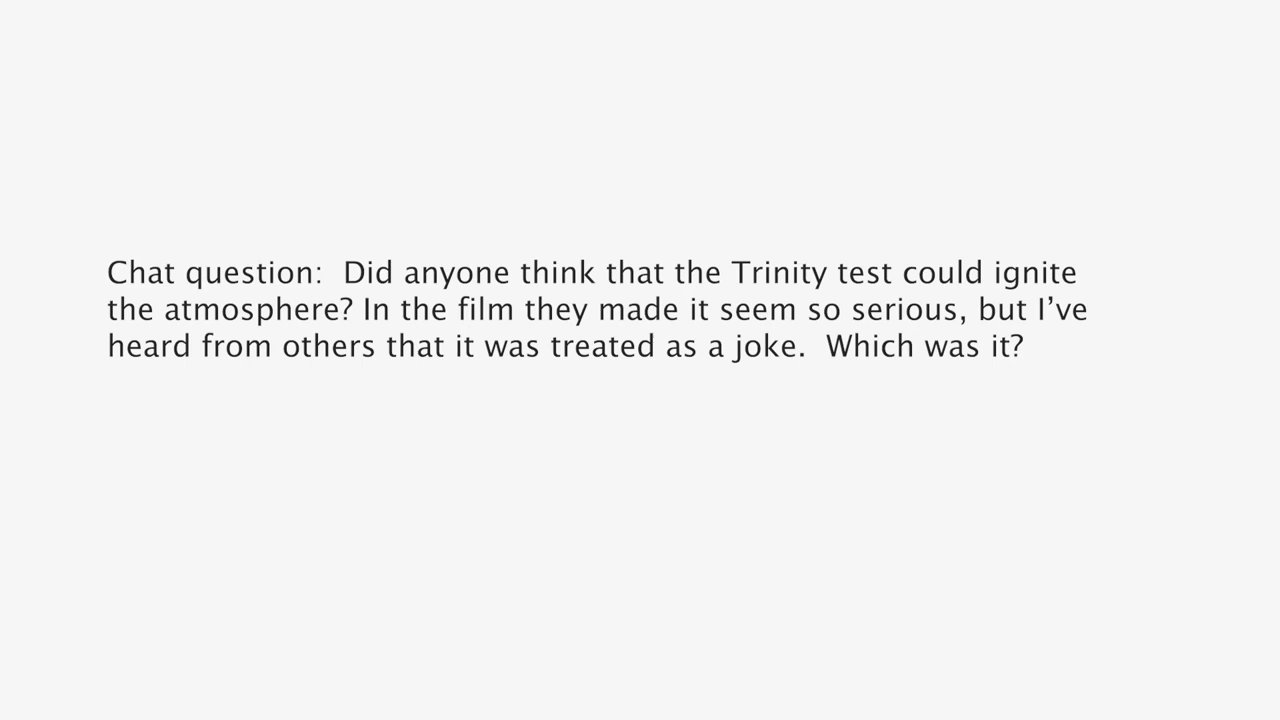 Chat question:  Did anyone think that the Trinity test could ignite
the atmosphere? In the film they made it seem so serious, but I’ve
heard from others that it was treated as a joke.  Which was it?